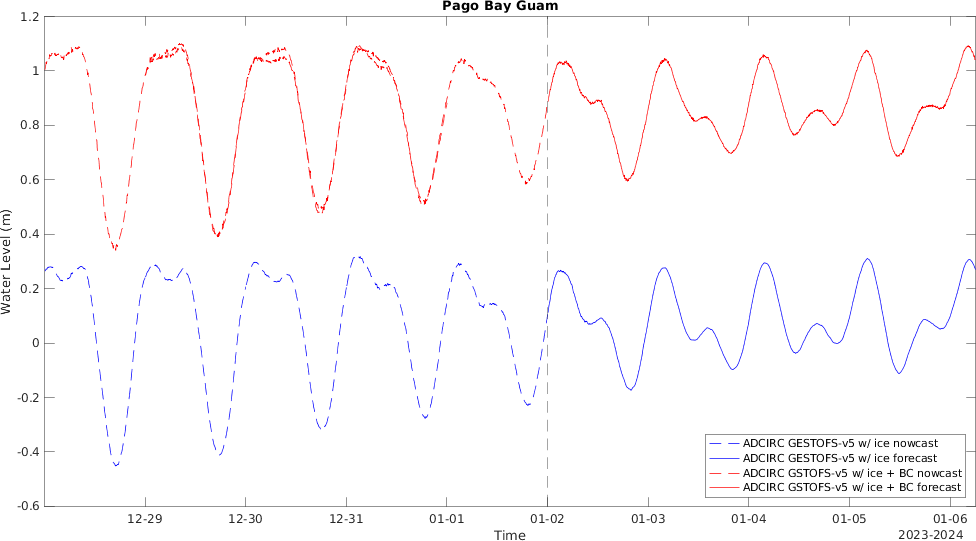 Pago Bay Guam
1.2
1
0.8
0.6
0.4
0.2
0
-0.2
-0.4
-0.6
Water Level (m)
ADCIRC GESTOFS-v5 w/ ice nowcast
ADCIRC GESTOFS-v5 w/ ice forecast
ADCIRC GSTOFS-v5 w/ ice + BC nowcast
ADCIRC GSTOFS-v5 w/ ice + BC forecast
12-29 12-30 12-31 01-01 01-02 01-03 01-04 01-05 01-06
Time
2023-2024